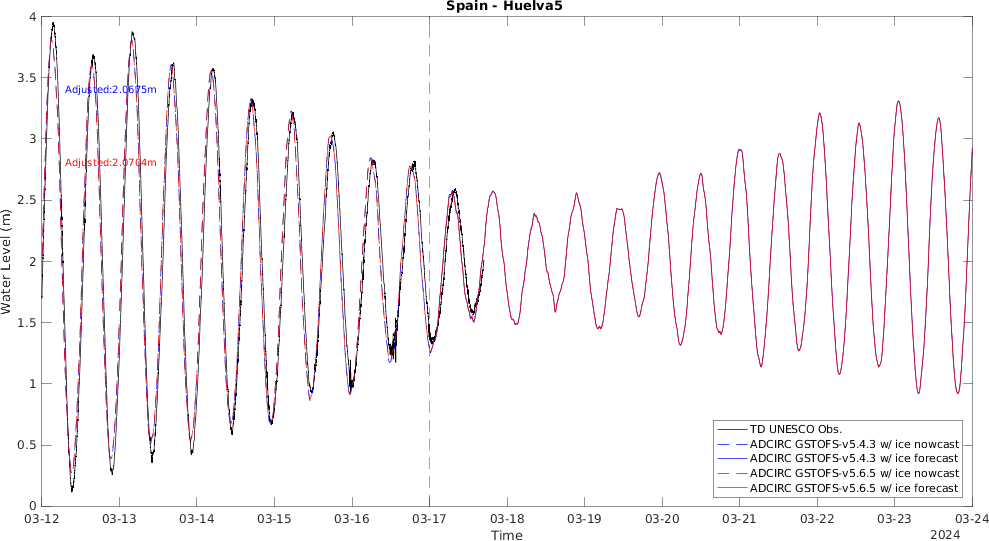 Spain - Huelva5
4
3.5
3
2.5
2
1.5
1
0.5
0
Water Level (m)
Adjusted:2.0675m
Adjusted:2.0704m
TD UNESCO Obs.
ADCIRC GSTOFS-v5.4.3 w/ ice nowcast
ADCIRC GSTOFS-v5.4.3 w/ ice forecast
ADCIRC GSTOFS-v5.6.5 w/ ice nowcast
ADCIRC GSTOFS-v5.6.5 w/ ice forecast
03-12 03-13 03-14 03-15 03-16 03-17 03-18 03-19 03-20 03-21 03-22 03-23 03-24
Time
2024